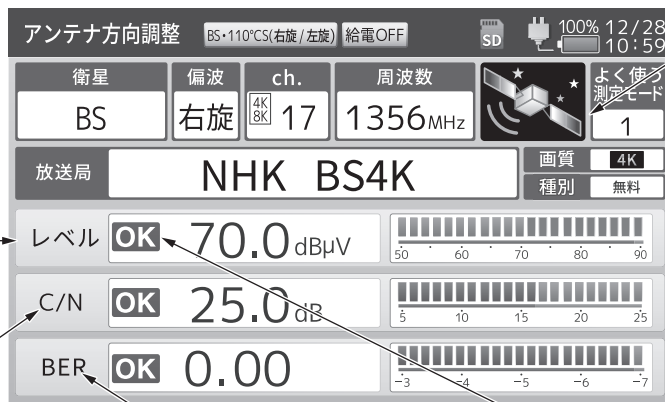 アンテナ方向調整 BS・110°CS(右旋/左旋) 給電OFF SD 100% 12/28
10:59
衛星 偏波 ch. 周波数 よく使う
測定モード
BS 右旋 4K 8K 17 1356MHz 1
放送局 NHK BS4K 画質 4K
種別 無料
レベル OK 70.0 dBμV 50 60 70 80 90
C/N OK 25.0 dB 5 10 15 20 25
BER OK 0.00 -3 -4 -5 -6 -7